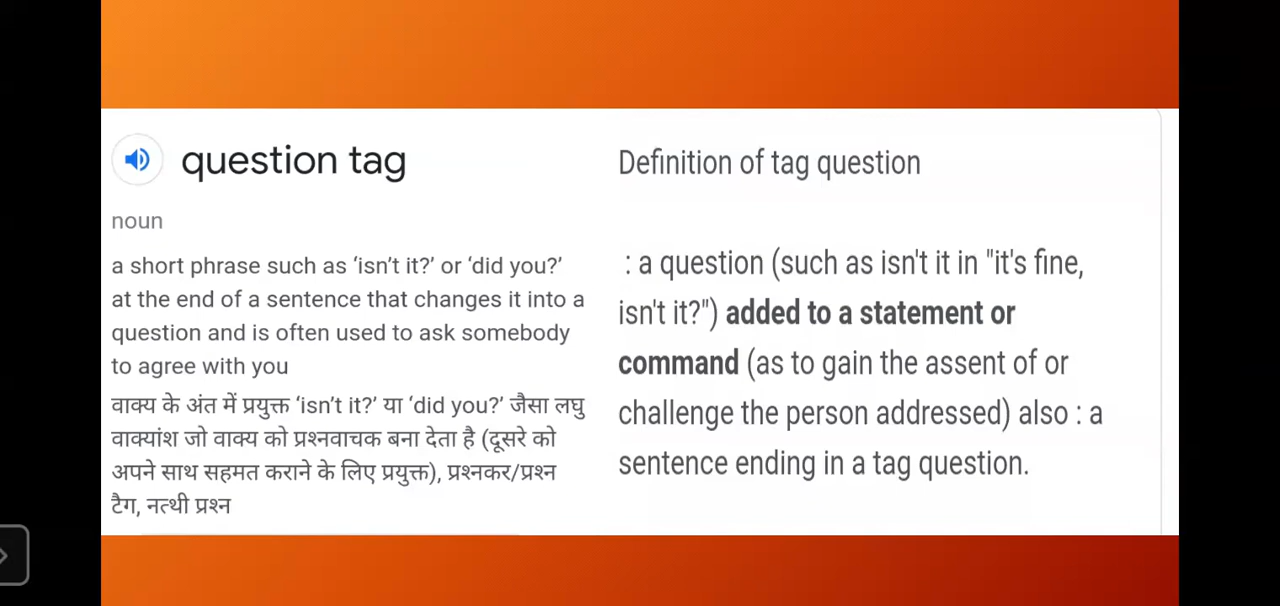 question tag
noun
a short phrase such as ‘isn’t it?’ or ‘did you?’
at the end of a sentence that changes it into a
question and is often used to ask somebody
to agree with you
वाक्य के अंत में प्रयुक्त ‘isn’t it?’ या ‘did you?’ जैसा लघु
वाक्यांश जो वाक्य को प्रश्नवाचक बना देता है (दूसरे को
अपने साथ सहमत कराने के लिए प्रयुक्त), प्रश्नकर/प्रश्न
टैग, नत्थी प्रश्न
Definition of tag question
: a question (such as isn't it in "it's fine,
isn't it?") added to a statement or
command (as to gain the assent of or
challenge the person addressed) also : a
sentence ending in a tag question.